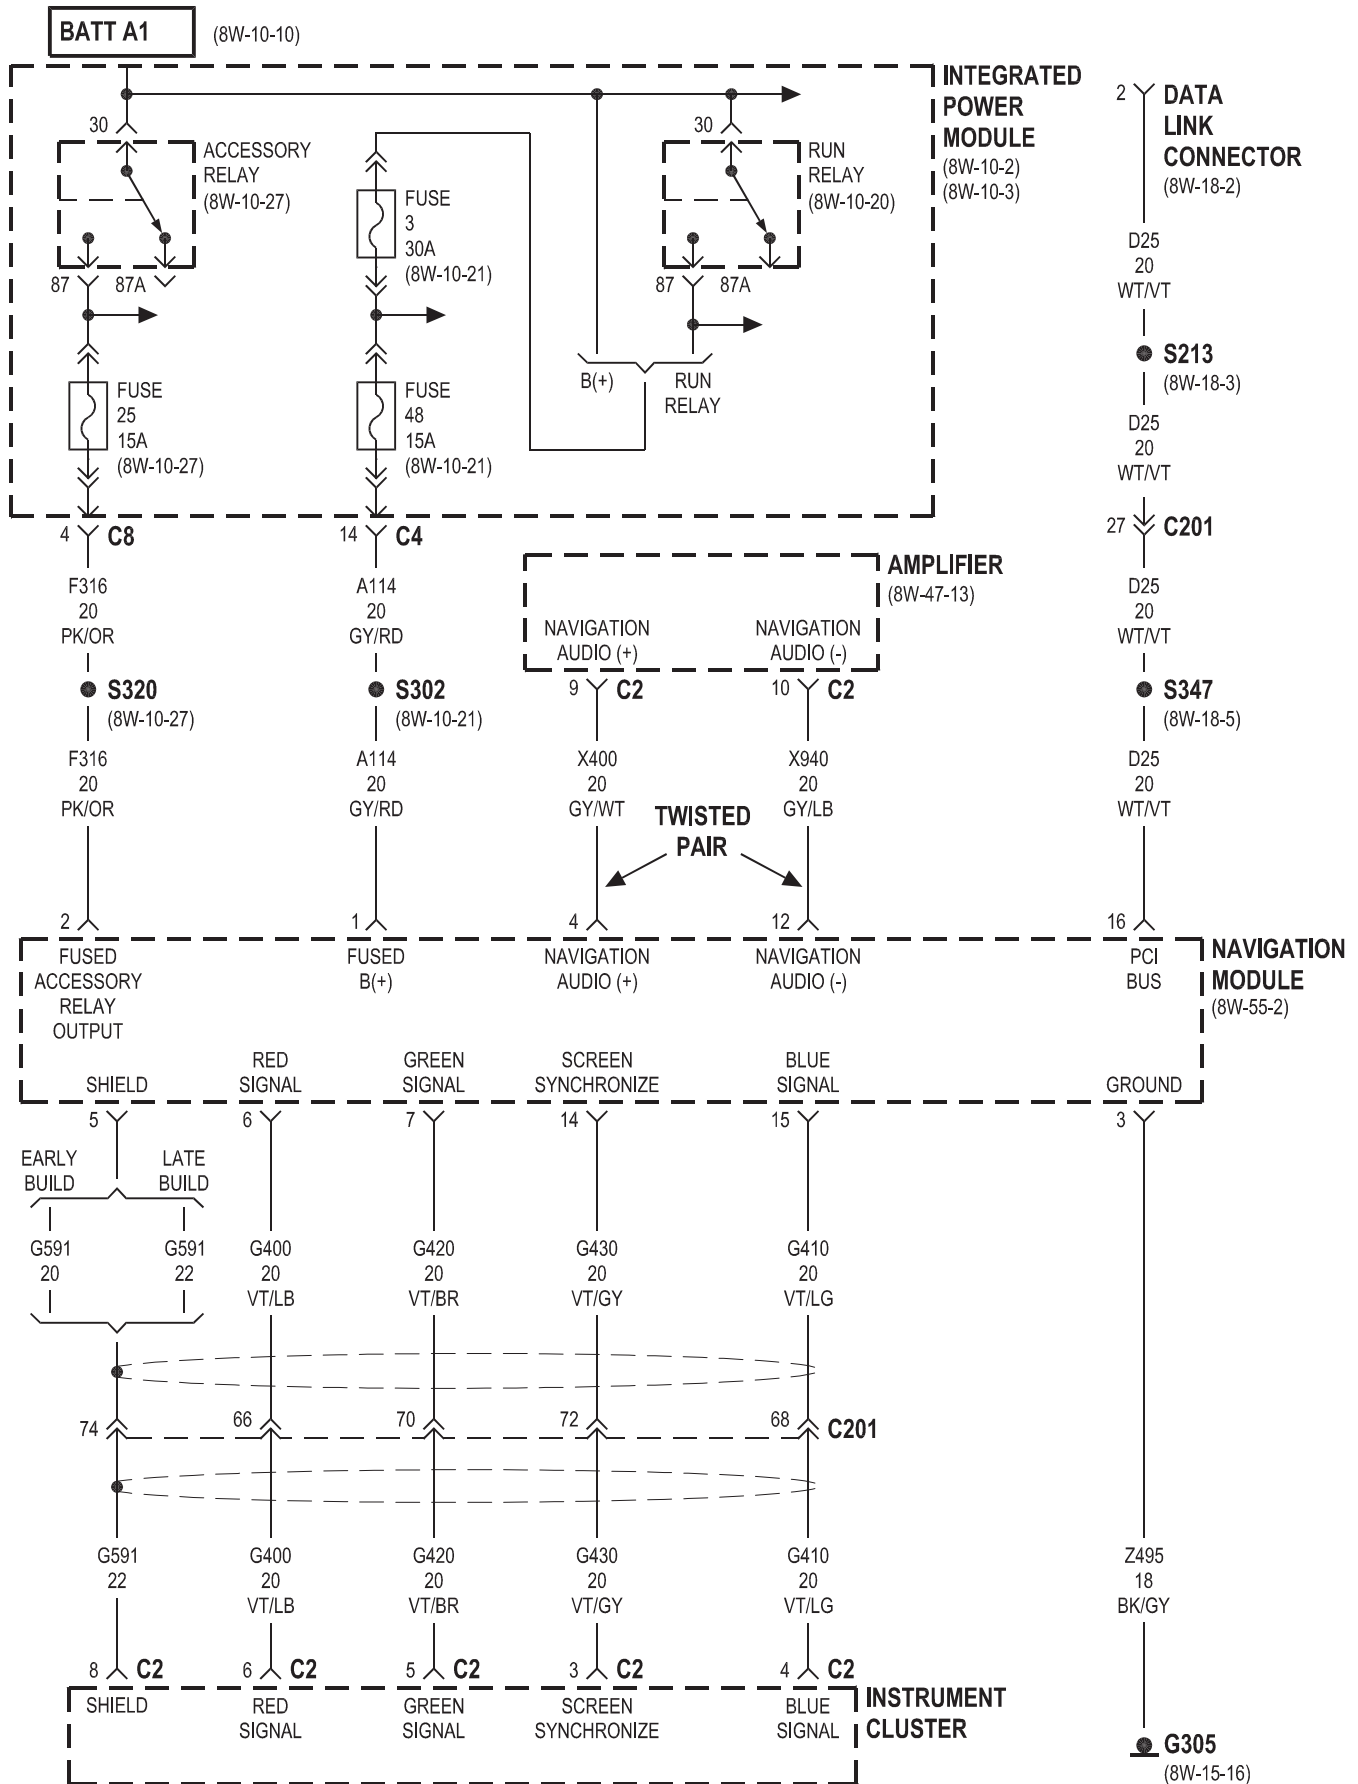 BATT A1 (8W-10-10)
INTEGRATED
POWER
MODULE
(8W-10-2)
(8W-10-3)
2 DATA
LINK
CONNECTOR
(8W-18-2)
30
ACCESSORY
RELAY
(8W-10-27)
87 87A
FUSE
3
30A
(8W-10-21)
30
RUN
RELAY
(8W-10-20)
87 87A
B(+) RUN
RELAY
FUSE
25
15A
(8W-10-27)
FUSE
48
15A
(8W-10-21)
D25
20
WT/VT
S213
(8W-18-3)
D25
20
WT/VT
27 C201
4 C8
14 C4
F316
20
PK/OR
A114
20
GY/RD
AMPLIFIER
(8W-47-13)
NAVIGATION
AUDIO (+)
NAVIGATION
AUDIO (-)
D25
20
WT/VT
S320
(8W-10-27)
S302
(8W-10-21)
9 C2
10 C2
S347
(8W-18-5)
F316
20
PK/OR
A114
20
GY/RD
X400
20
GY/WT
X940
20
GY/LB
D25
20
WT/VT
TWISTED
PAIR
2 1 4 12 16
NAVIGATION
MODULE
(8W-55-2)
FUSED
ACCESSORY
RELAY
OUTPUT
FUSED
B(+)
NAVIGATION
AUDIO (+)
NAVIGATION
AUDIO (-)
PCI
BUS
SHIELD
RED
SIGNAL
GREEN
SIGNAL
SCREEN
SYNCHRONIZE
BLUE
SIGNAL
GROUND
5 6 7 14 15 3
EARLY
BUILD
LATE
BUILD
G591
20
G591
22
G400
20
VT/LB
G420
20
VT/BR
G430
20
VT/GY
G410
20
VT/LG
74 66 70 72 68 C201
G591
22
G400
20
VT/LB
G420
20
VT/BR
G430
20
VT/GY
G410
20
VT/LG
Z495
18
BK/GY
8 C2 6 C2 5 C2 3 C2 4 C2
SHIELD
RED
SIGNAL
GREEN
SIGNAL
SCREEN
SYNCHRONIZE
BLUE
SIGNAL
INSTRUMENT
CLUSTER
G305
(8W-15-16)